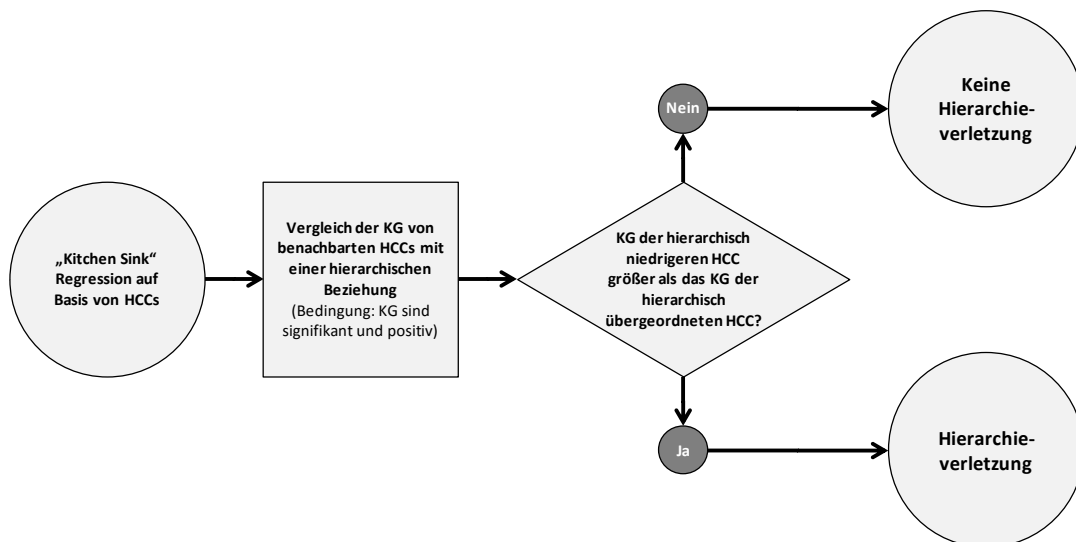 „Kitchen Sink“
Regression auf
Basis von HCCs
Vergleich der KG von
benachbarten HCCs mit
einer hierarchischen
Beziehung
(Bedingung: KG sind
signifikant und positiv)
KG der hierarchisch
niedrigeren HCC
größer als das KG der
hierarchisch
übergeordneten HCC?
Nein
Keine
Hierarchie-
verletzung
Ja
Hierarchie-
verletzung